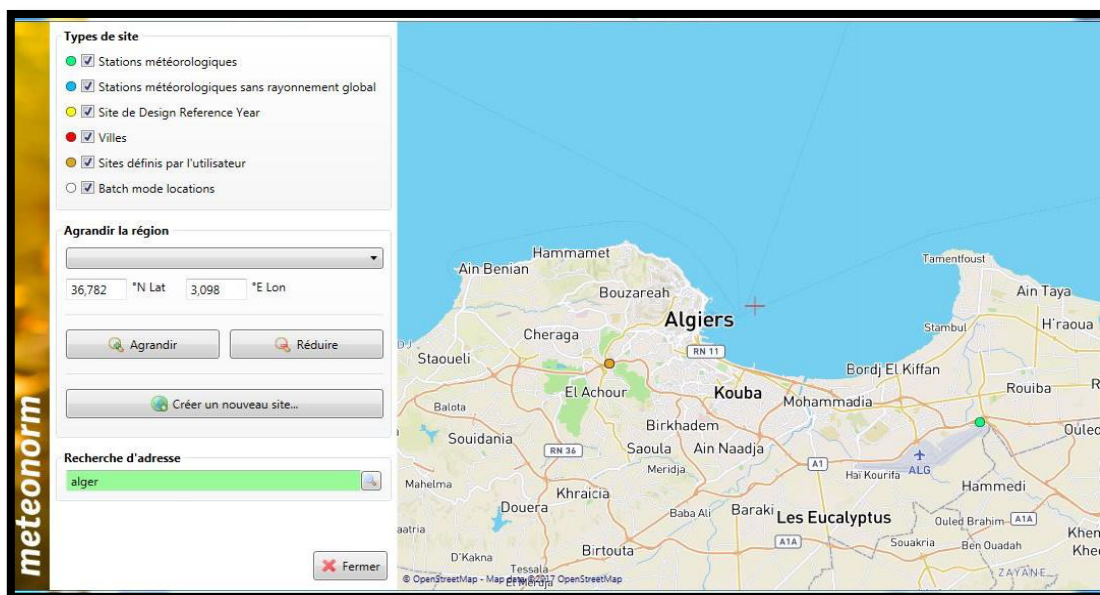 Types de site
Stations météorologiques
Stations météorologiques sans rayonnement global
Site de Design Reference Year
Villes
Sites définis par l'utilisateur
Batch mode locations
Agrandir la région
36,782 °N Lat 3,098 °E Lon
Agrandir Réduire
Créer un nouveau site...
Recherche d'adresse
alger
Fermer
meteonorm
Hammamet
Tamentfoust
Ain Benian
Bouzareah
Ain Taya
Algiers
Cheraga
Stambul
H'raoua
Staoueli
RN 11
Bordj El Kiffan
El Achour
Kouba
Mohammadia
Rouiba
Balota
Birkhadem
Souidania
RN 36
Saoula
Ain Naadja
A1
ALG
Meridja
Haï Kourifa
Mahelma
Khraicia
Hammedi
Douera
Baba Ali
Baraki
Les Eucalyptus
Ouled Brahim
A1A
A1A
Souakria
Ben Ouadah
Birtouta
D'Kakna
Tessala
El Merdja
ZAYANE
© OpenStreetMap - Map data ©2017 OpenStreetMap